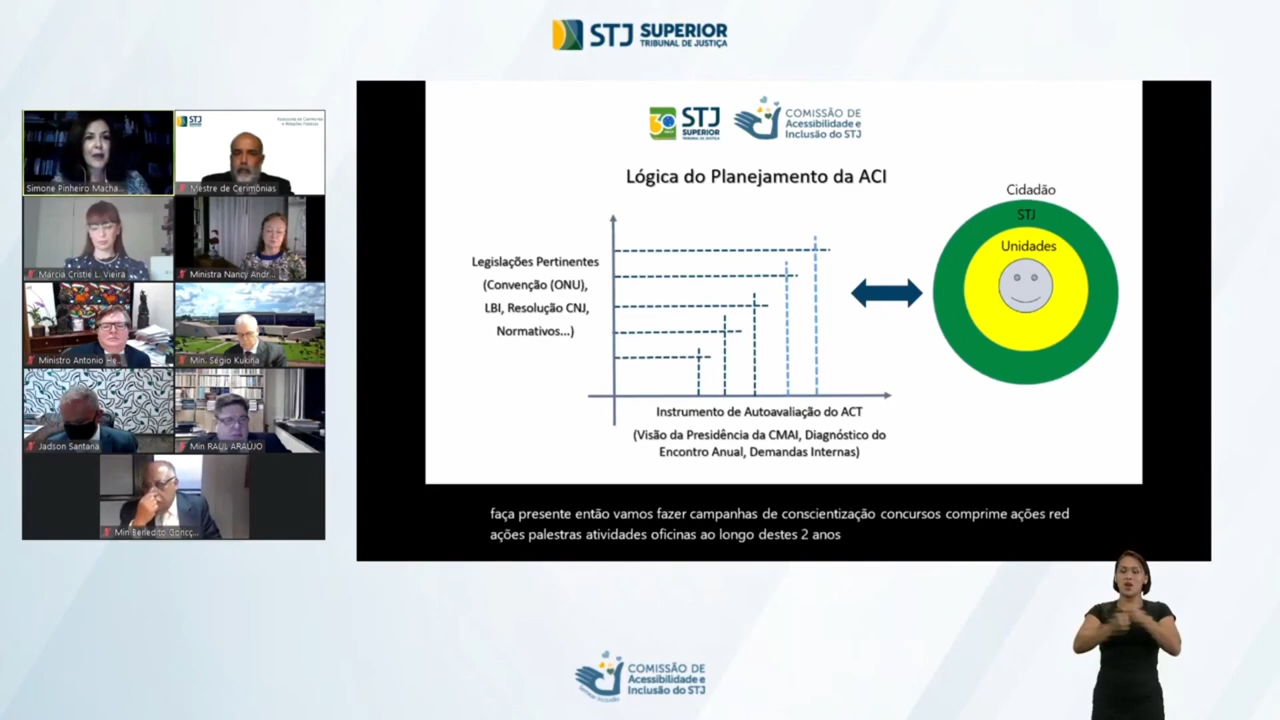 STJ SUPERIOR
TRIBUNAL DE JUSTIÇA
STJ
Simone Pinheiro Macha...
Mestre de Cerimônias
Márcia Cristie L. Vieira
Ministra Nancy Andr...
Ministro Antonio He...
Min. Sérgio Kukina
Jadson Santana
Min RAUL ARAÚJO
Min Benedito Goncç...
30
STJ
SUPERIOR
TRIBUNAL DE JUSTIÇA
COMISSÃO DE
Acessibilidade e
Inclusão do STJ
Lógica do Planejamento da ACI
Legislações Pertinentes
(Convenção (ONU),
LBI, Resolução CNJ,
Normativos...)
Instrumento de Autoavaliação do ACT
(Visão da Presidência da CMAI, Diagnóstico do
Encontro Anual, Demandas Internas)
Cidadão
STJ
Unidades
faça presente então vamos fazer campanhas de conscientização concursos comprime ações red
ações palestras atividades oficinas ao longo destes 2 anos
COMISSÃO DE
Acessibilidade e
Inclusão do STJ